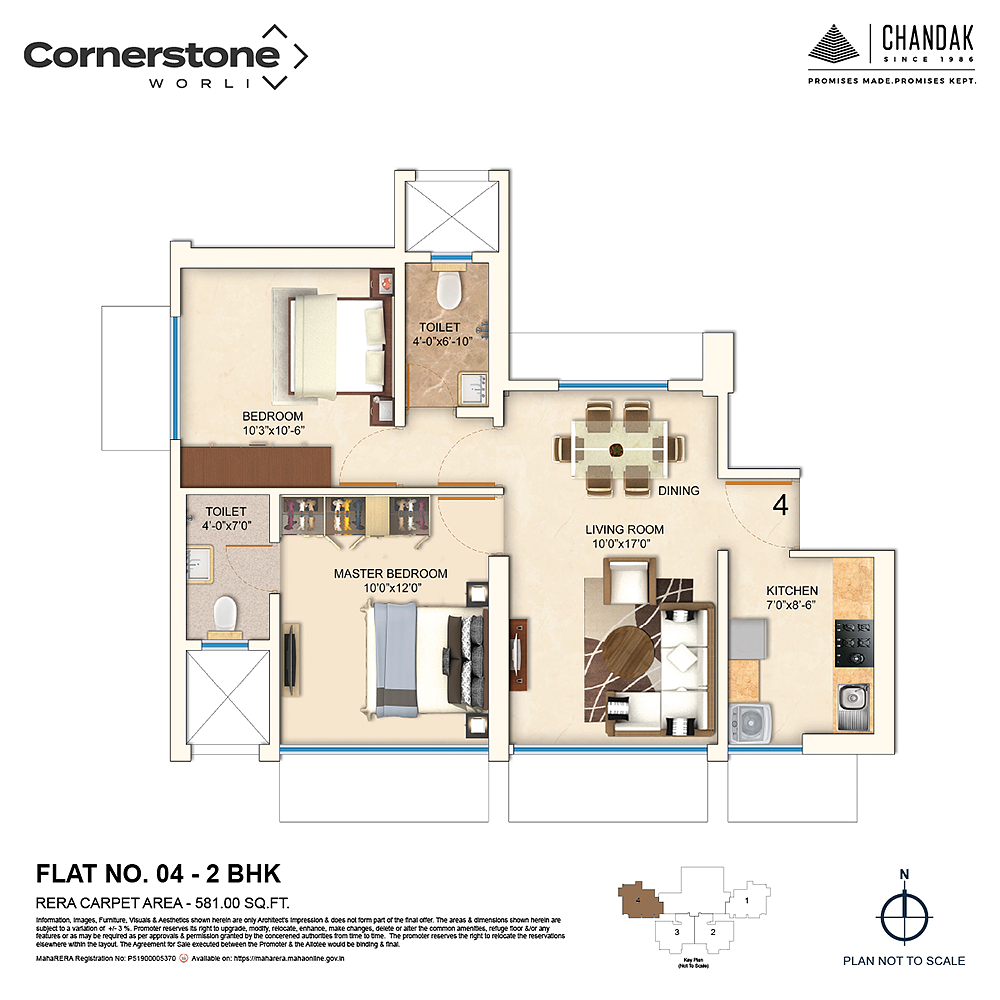 Cornerstone
WORLI
CHANDAK
SINCE 1986
PROMISES MADE.PROMISES KEPT.
TOILET
4'-0"x6'-10"
BEDROOM
10'3"x10'-6"
DINING
4
TOILET
4'-0"x7'0"
LIVING ROOM
10'0"x17'0"
MASTER BEDROOM
10'0"x12'0"
KITCHEN
7'0"x8'-6"
FLAT NO. 04 - 2 BHK
RERA CARPET AREA - 581.00 SQ.FT.
Information, Images, Furniture, Visuals & Aesthetics shown herein are only Architect's Impression & does not form part of the final offer. The areas & dimensions shown herein are
subject to a variation of +/- 3 %. Promoter reserves its right to upgrade, modify, relocate, enhance, make changes, delete or alter the common amenities, refuge floor &/or any
features or as may be required as per approvals & permission granted by the concerened authorities from time to time. The promoter reserves the right to relocate the reservations
elsewhere within the layout. The Agreement for Sale executed between the Promoter & the Allotee would be binding & final.
MahaRERA Registration No: P51900005370 Available on: https://maharera.mahaonline.gov.in
4
1
3
2
Key Plan
(Not To Scale)
N
PLAN NOT TO SCALE